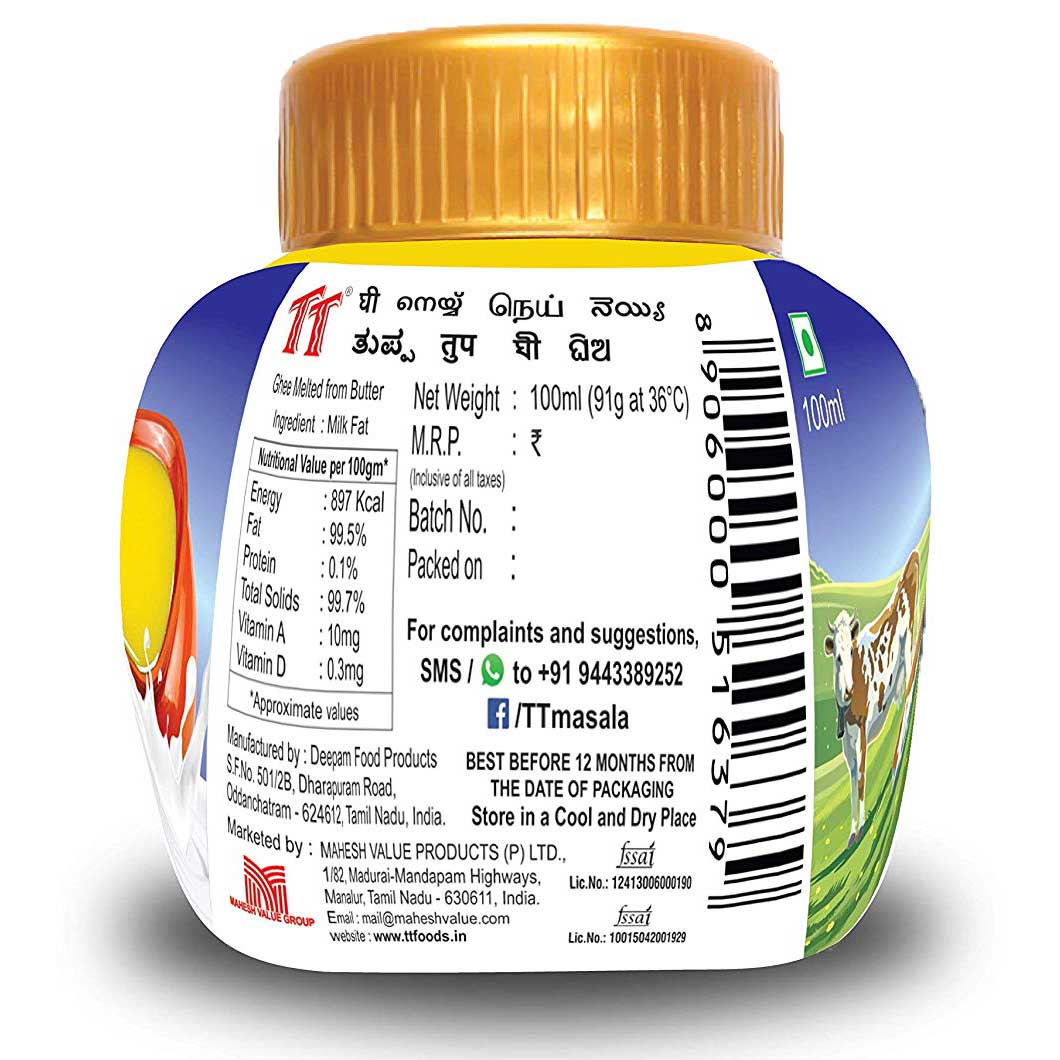 TT® घी നെയ്യ് நெய் నెయ్యి
ತುಪ್ಪ तुप ਘੀ ଘିଅ
Ghee Melted from Butter
Ingredient : Milk Fat
Nutritional Value per 100gm*
Energy : 897 Kcal
Fat : 99.5%
Protein : 0.1%
Total Solids : 99.7%
Vitamin A : 10mg
Vitamin D : 0.3mg
*Approximate values
Net Weight : 100ml (91g at 36°C)
M.R.P. : ₹
(Inclusive of all taxes)
Batch No. :
Packed on :
For complaints and suggestions,
SMS / to +91 9443389252
f /TTmasala
BEST BEFORE 12 MONTHS FROM
THE DATE OF PACKAGING
Store in a Cool and Dry Place
Manufactured by : Deepam Food Products
S.F.No. 501/2B, Dharapuram Road,
Oddanchatram - 624612, Tamil Nadu, India.
Marketed by : MAHESH VALUE PRODUCTS (P) LTD.,
1/82, Madurai-Mandapam Highways,
Manalur, Tamil Nadu - 630611, India.
Email : mail@maheshvalue.com
website : www.ttfoods.in
MAHESH VALUE GROUP
fssai
Lic.No.: 12413006000190
fssai
Lic.No.: 10015042001929
8 906000 516379
100ml